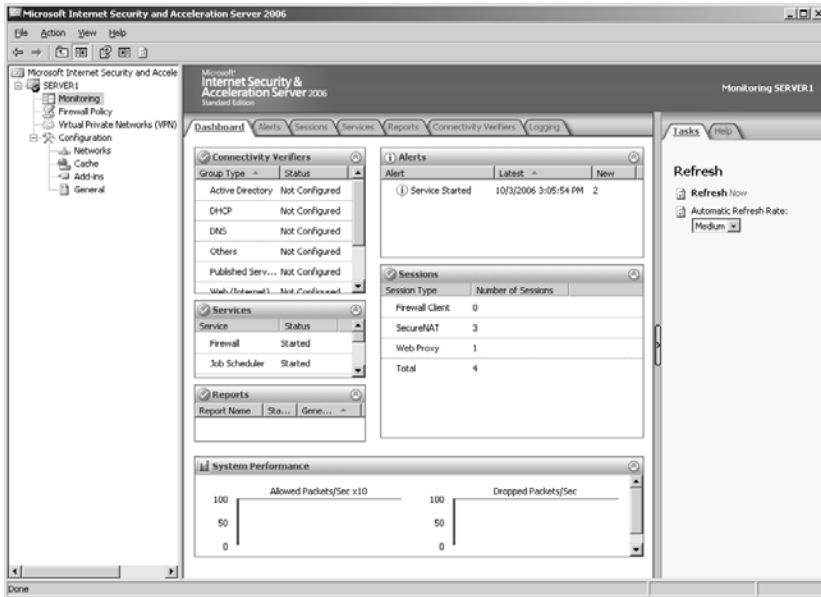 Microsoft Internet Security and Acceleration Server 2006
File Action View Help
Microsoft Internet Security and Accele
SERVER1
Monitoring
Firewall Policy
Virtual Private Networks (VPN)
Configuration
Networks
Cache
Add-ins
General
Microsoft®
Internet Security &
Acceleration Server 2006
Standard Edition
Monitoring SERVER1
Dashboard Alerts Sessions Services Reports Connectivity Verifiers Logging
Connectivity Verifiers
Group Type Status
Active Directory Not Configured
DHCP Not Configured
DNS Not Configured
Others Not Configured
Published Serv... Not Configured
Web (Internet) Not Configured
Services
Service Status
Firewall Started
Job Scheduler Started
Reports
Report Name Sta... Gene...
Alerts
Alert Latest New
Service Started 10/3/2006 3:05:54 PM 2
Sessions
Session Type Number of Sessions
Firewall Client 0
SecureNAT 3
Web Proxy 1
Total 4
System Performance
Allowed Packets/Sec x10
100
50
0
Dropped Packets/Sec
100
50
0
Tasks Help
Refresh
Refresh Now
Automatic Refresh Rate:
Medium
Done